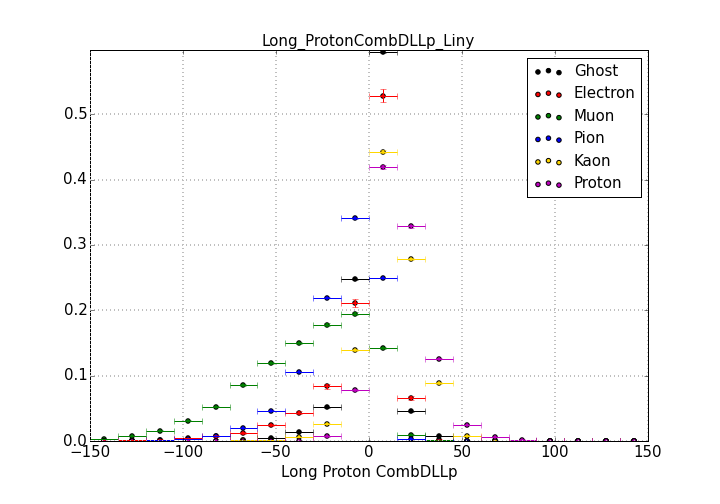 Long_ProtonCombDLLp_Liny
Ghost
Electron
Muon
Pion
Kaon
Proton
0.5
0.4
0.3
0.2
0.1
0.0
−150 −100 −50 0 50 100 150
Long Proton CombDLLp